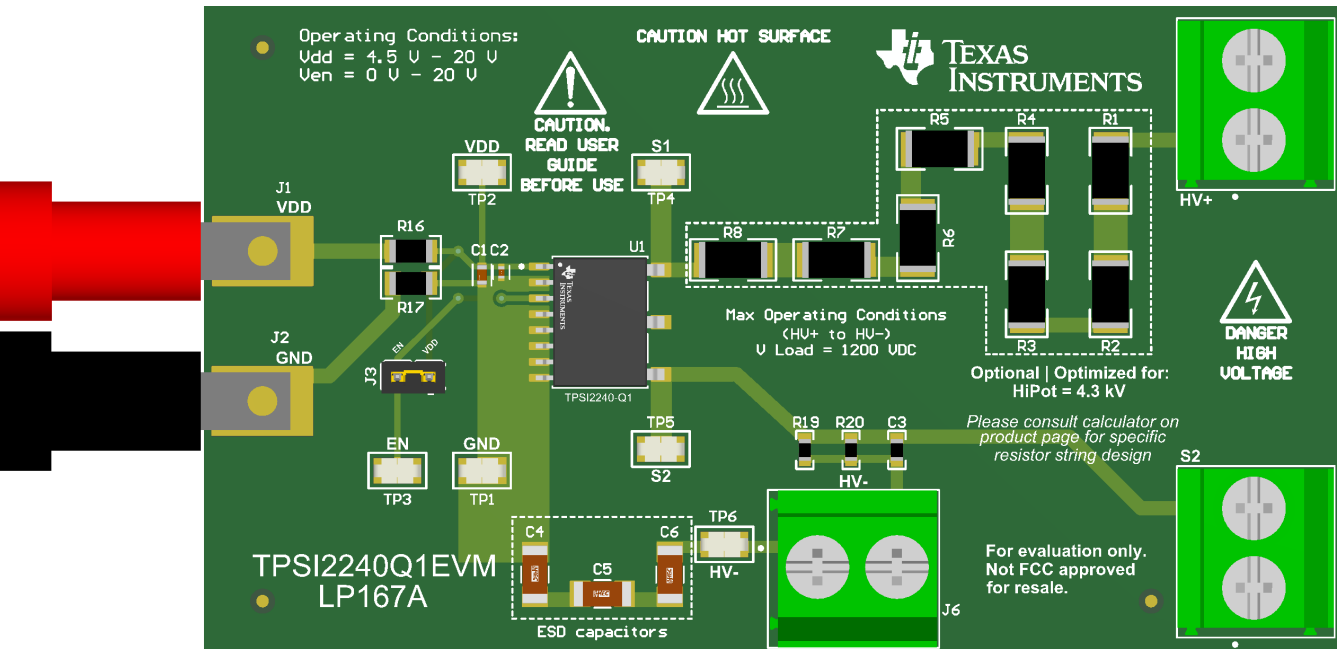 Operating Conditions:
Vdd = 4.5 V - 20 V
Ven = 0 V - 20 V
CAUTION.
READ USER
GUIDE
BEFORE USE
CAUTION HOT SURFACE
TEXAS
INSTRUMENTS
J1
VDD
J2
GND
VDD
TP2
S1
TP4
R16
R17
C1
C2
U1
TEXAS
INSTRUMENTS
TPSI2240-Q1
EN
VDD
J3
EN
TP3
GND
TP1
TP5
S2
R8
R7
R6
R5
R4
R1
R3
R2
HV+
Max Operating Conditions
(HV+ to HV-)
V Load = 1200 VDC
Optional | Optimized for:
HiPot = 4.3 kV
DANGER
HIGH
VOLTAGE
Please consult calculator on
product page for specific
resistor string design
R19
R20
C3
HV-
S2
TP6
HV-
C4
C5
C6
ESD capacitors
TPSI2240Q1EVM
LP167A
J6
For evaluation only.
Not FCC approved
for resale.